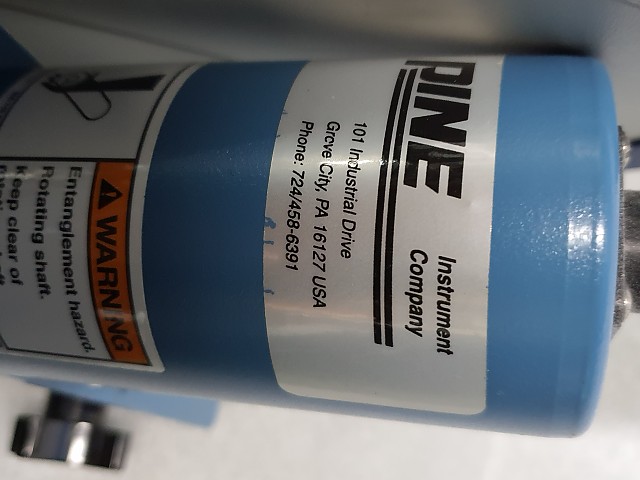 PINE
Instrument
Company
101 Industrial Drive
Grove City, PA 16127 USA
Phone: 724/458-6391
WARNING
Entanglement hazard.
Rotating shaft.
Keep clear of